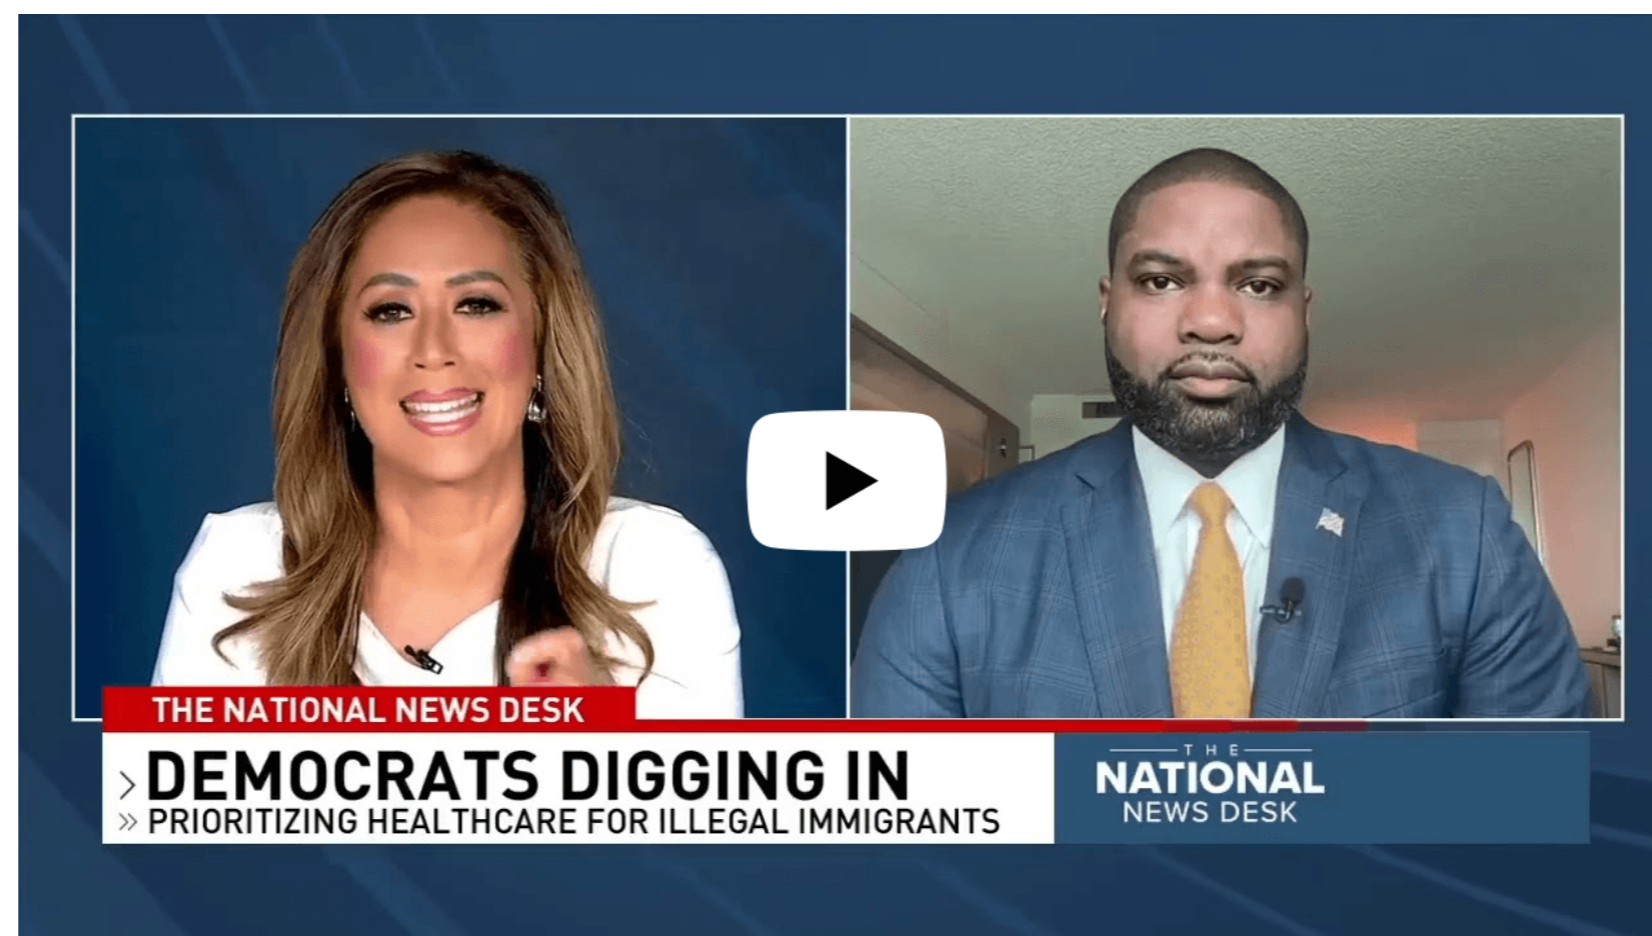 THE NATIONAL NEWS DESK
DEMOCRATS DIGGING IN
PRIORITIZING HEALTHCARE FOR ILLEGAL IMMIGRANTS
THE
NATIONAL
NEWS DESK